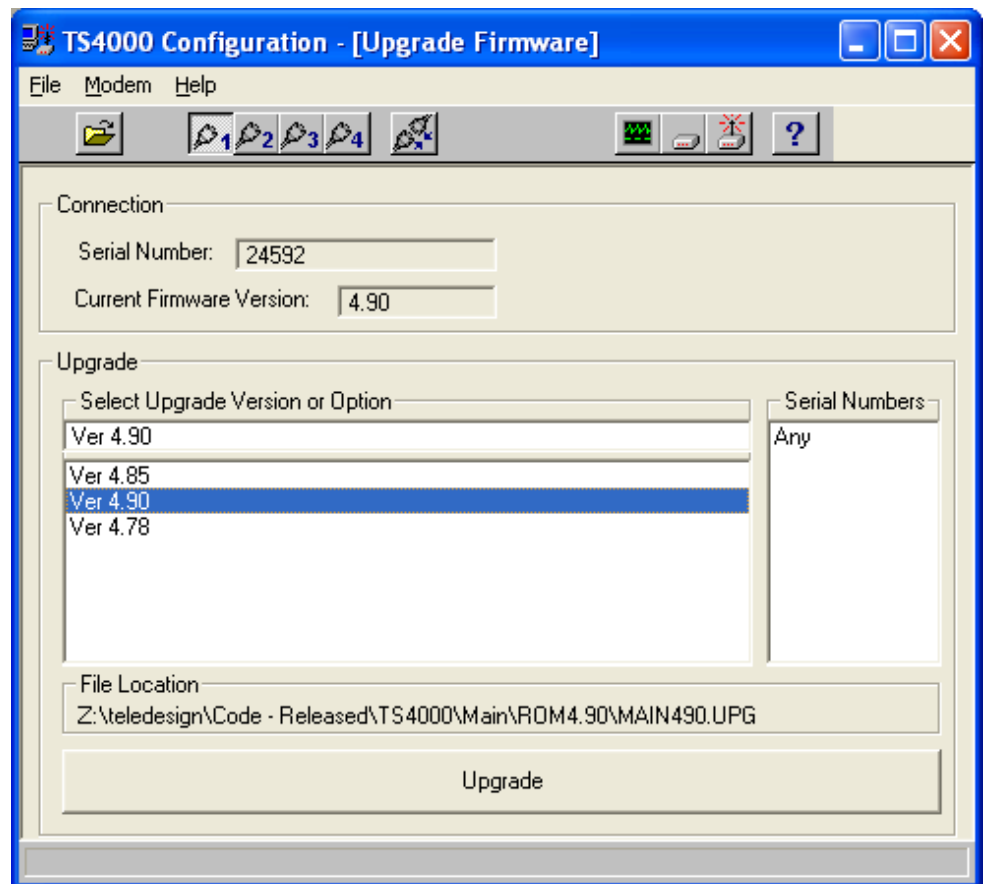 TS4000 Configuration - [Upgrade Firmware]
File Modem Help
1 2 3 4 ?
Connection
Serial Number: 24592
Current Firmware Version: 4.90
Upgrade
Select Upgrade Version or Option
Ver 4.90
Ver 4.85
Ver 4.90
Ver 4.78
Serial Numbers
Any
File Location
Z:\teledesign\Code - Released\TS4000\Main\ROM4.90\MAIN490.UPG
Upgrade